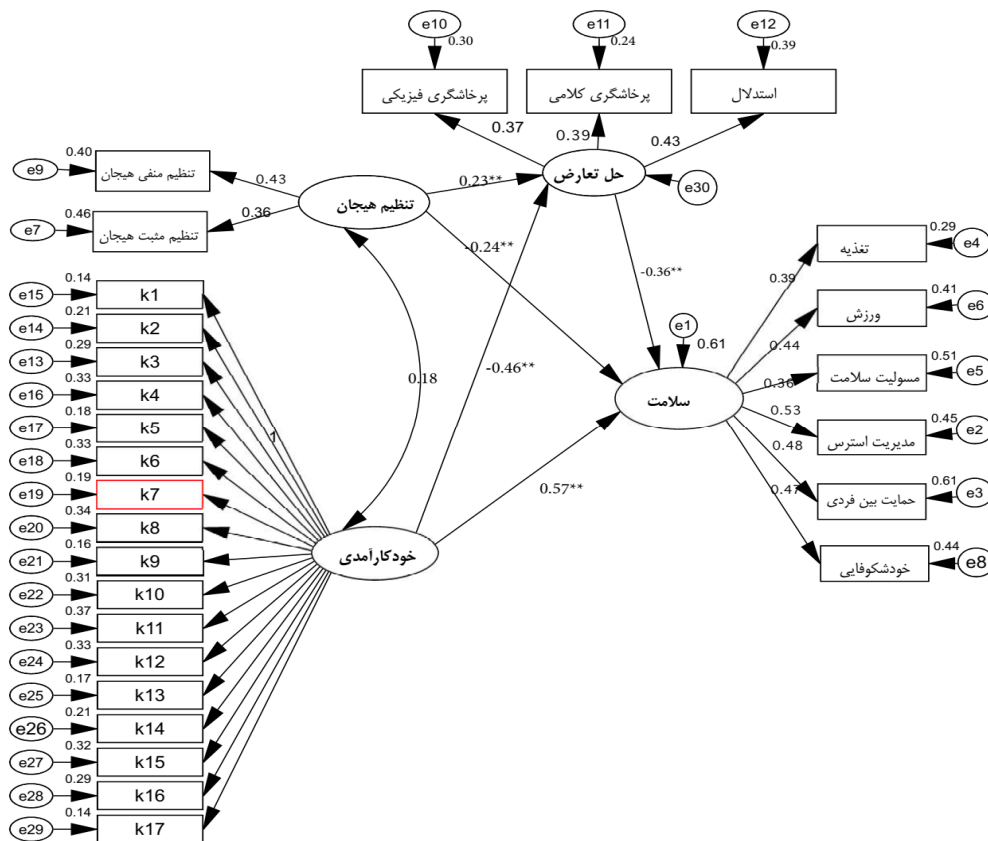 e10
e11
e12
0.30
0.24
0.39
پرخاشگری فیزیکی
پرخاشگری کلامی
استدلال
0.37
0.39
0.43
e9
0.40
تنظیم منفی هیجان
0.43
e7
0.46
تنظیم مثبت هیجان
0.36
تنظیم هیجان
0.23**
حل تعارض
e30
-0.24**
-0.36**
-0.46**
0.18
0.57**
e1
0.61
سلامت
0.39
تغذیه
0.29
e4
0.44
ورزش
0.41
e6
0.36
مسولیت سلامت
0.51
e5
0.53
مدیریت استرس
0.45
e2
0.48
حمایت بین فردی
0.61
e3
0.47
خودشکوفایی
0.44
e8
خودکارآمدی
1
e15 0.14 k1
e14 0.21 k2
e13 0.29 k3
e16 0.33 k4
e17 0.18 k5
e18 0.33 k6
e19 0.19 k7
e20 0.34 k8
e21 0.16 k9
e22 0.31 k10
e23 0.37 k11
e24 0.33 k12
e25 0.17 k13
e26 0.21 k14
e27 0.32 k15
e28 0.29 k16
e29 0.14 k17